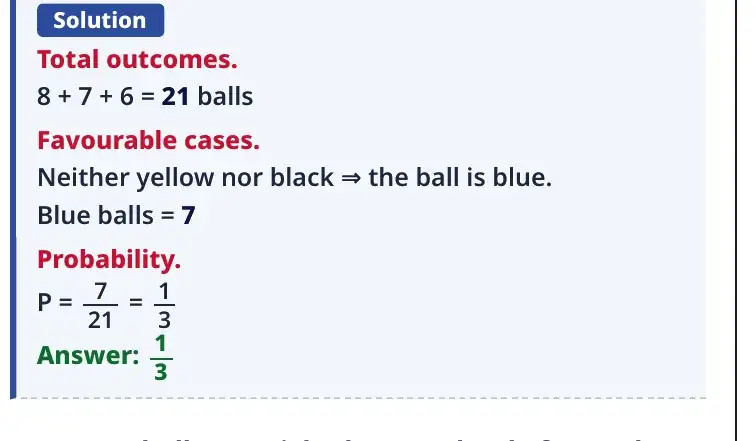 Solution
Total outcomes.
8 + 7 + 6 = 21 balls
Favourable cases.
Neither yellow nor black ⇒ the ball is blue.
Blue balls = 7
Probability.
P = 7/21 = 1/3
Answer: 1/3